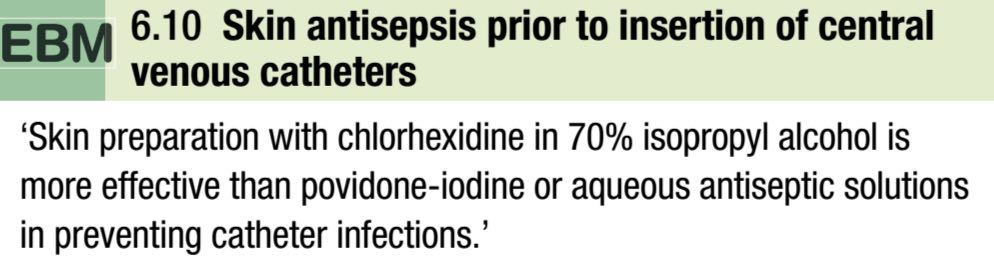 EBM 6.10 Skin antisepsis prior to insertion of central
venous catheters
‘Skin preparation with chlorhexidine in 70% isopropyl alcohol is
more effective than povidone-iodine or aqueous antiseptic solutions
in preventing catheter infections.’